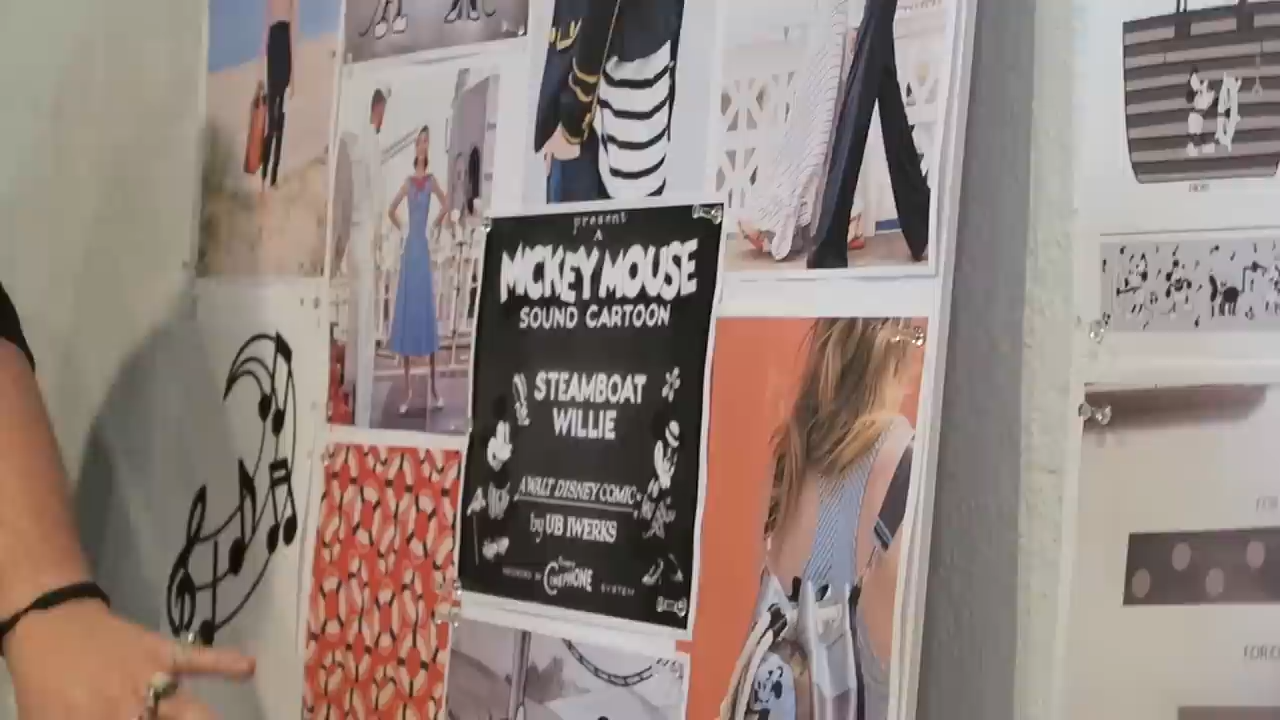 present
A
MICKEY MOUSE
SOUND CARTOON
STEAMBOAT
WILLIE
A WALT DISNEY COMIC
by UB IWERKS
CINEPHONE
SYSTEM